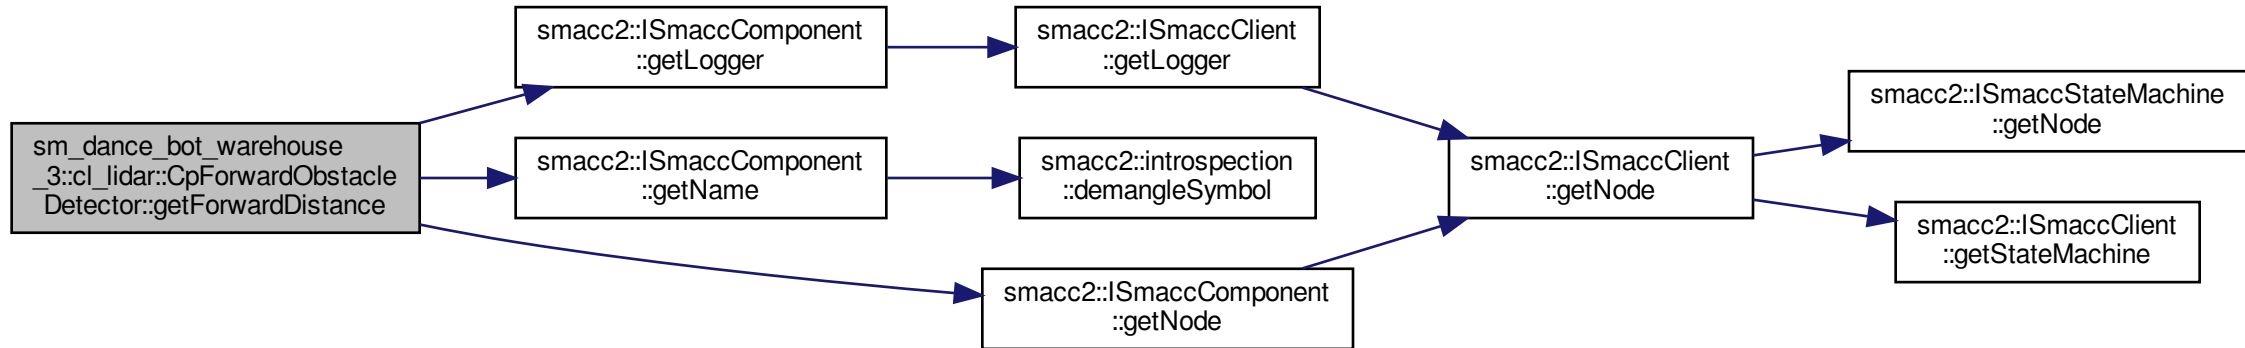 sm_dance_bot_warehouse
_3::cl_lidar::CpForwardObstacle
Detector::getForwardDistance
smacc2::ISmaccComponent
::getLogger
smacc2::ISmaccClient
::getLogger
smacc2::ISmaccComponent
::getName
smacc2::introspection
::demangleSymbol
smacc2::ISmaccComponent
::getNode
smacc2::ISmaccClient
::getNode
smacc2::ISmaccStateMachine
::getNode
smacc2::ISmaccClient
::getStateMachine